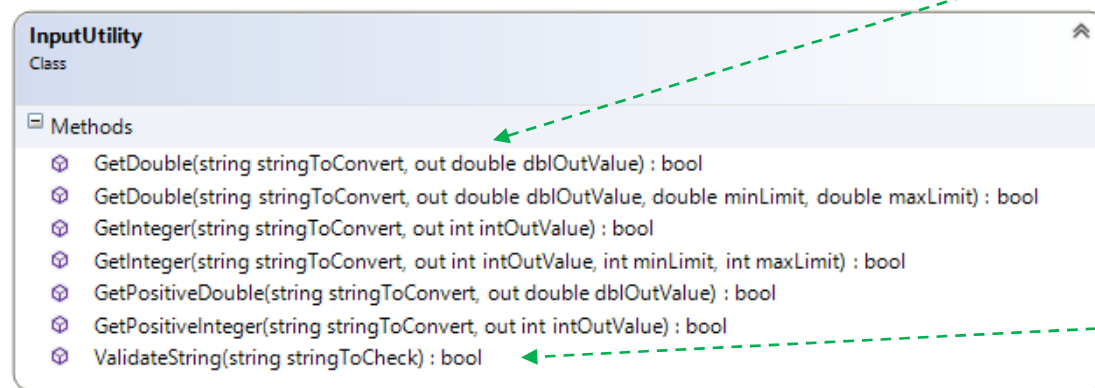 InputUtility
Class
Methods
GetDouble(string stringToConvert, out double dblOutValue) : bool
GetDouble(string stringToConvert, out double dblOutValue, double minLimit, double maxLimit) : bool
GetInteger(string stringToConvert, out int intOutValue) : bool
GetInteger(string stringToConvert, out int intOutValue, int minLimit, int maxLimit) : bool
GetPositiveDouble(string stringToConvert, out double dblOutValue) : bool
GetPositiveInteger(string stringToConvert, out int intOutValue) : bool
ValidateString(string stringToCheck) : bool